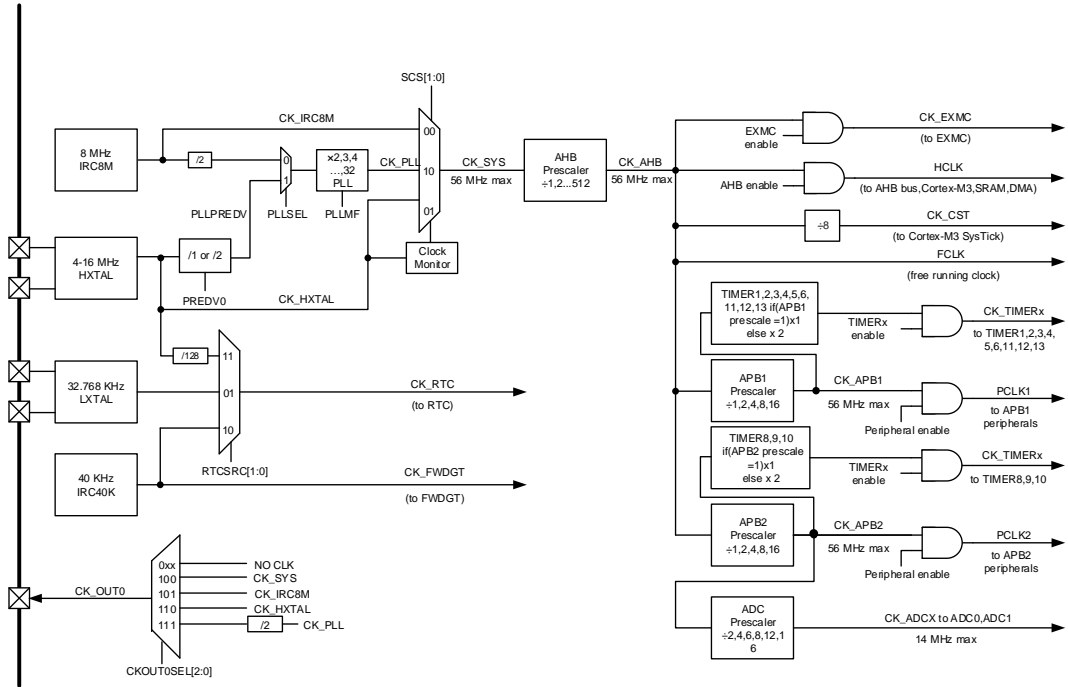 SCS[1:0]
CK_IRC8M
8 MHz
IRC8M
/2
0
1
×2,3,4
…,32
PLL
CK_PLL
00
10
01
CK_SYS
56 MHz max
AHB
Prescaler
÷1,2...512
CK_AHB
56 MHz max
PLLPREDV
PLLSEL
PLLMF
4-16 MHz
HXTAL
/1 or /2
PREDV0
Clock
Monitor
CK_HXTAL
/128
11
01
10
32.768 KHz
LXTAL
CK_RTC
(to RTC)
RTCSRC[1:0]
40 KHz
IRC40K
CK_FWDGT
(to FWDGT)
CK_OUT0
0xx
100
101
110
111
NO CLK
CK_SYS
CK_IRC8M
CK_HXTAL
/2
CK_PLL
CKOUT0SEL[2:0]
EXMC
enable
CK_EXMC
(to EXMC)
AHB enable
HCLK
(to AHB bus,Cortex-M3,SRAM,DMA)
÷8
CK_CST
(to Cortex-M3 SysTick)
FCLK
(free running clock)
TIMER1,2,3,4,5,6,
11,12,13 if(APB1
prescale =1)x1
else x 2
TIMERx
enable
CK_TIMERx
to TIMER1,2,3,4,
5,6,11,12,13
APB1
Prescaler
÷1,2,4,8,16
CK_APB1
56 MHz max
Peripheral enable
PCLK1
to APB1
peripherals
TIMER8,9,10
if(APB2 prescale
=1)x1
else x 2
TIMERx
enable
CK_TIMERx
to TIMER8,9,10
APB2
Prescaler
÷1,2,4,8,16
CK_APB2
56 MHz max
Peripheral enable
PCLK2
to APB2
peripherals
ADC
Prescaler
÷2,4,6,8,12,1
6
CK_ADCX to ADC0,ADC1
14 MHz max